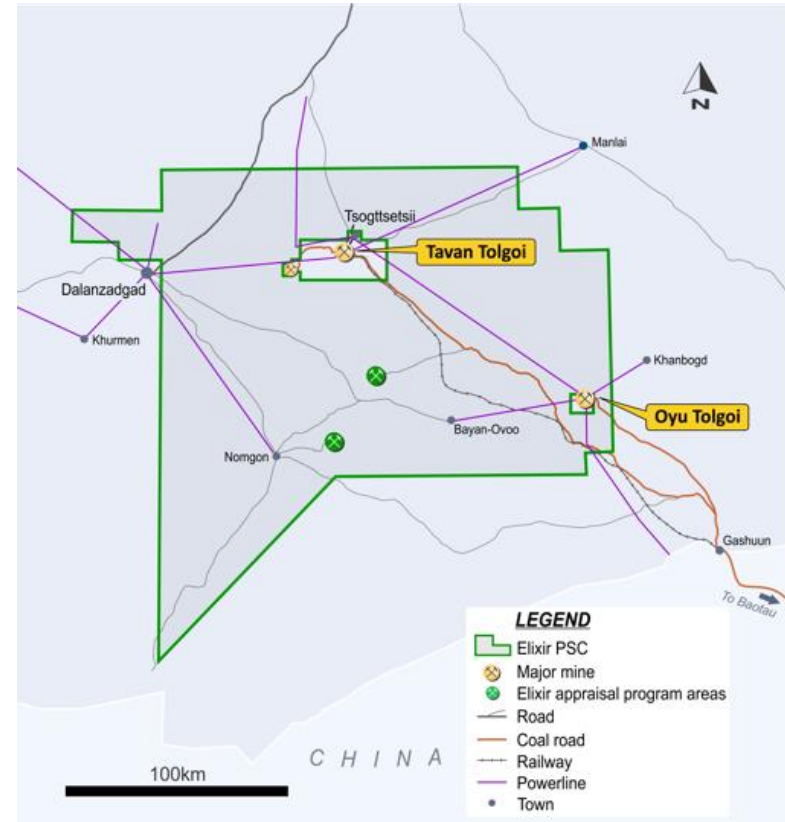 N
Manlai
Tsogttsetsii
Tavan Tolgoi
Dalanzadgad
Khurmen
Khanbogd
Oyu Tolgoi
Bayan-Ovoo
Nomgon
Gashuun
To Baotau
LEGEND
Elixir PSC
Major mine
Elixir appraisal program areas
Road
Coal road
Railway
Powerline
Town
CHINA
100km